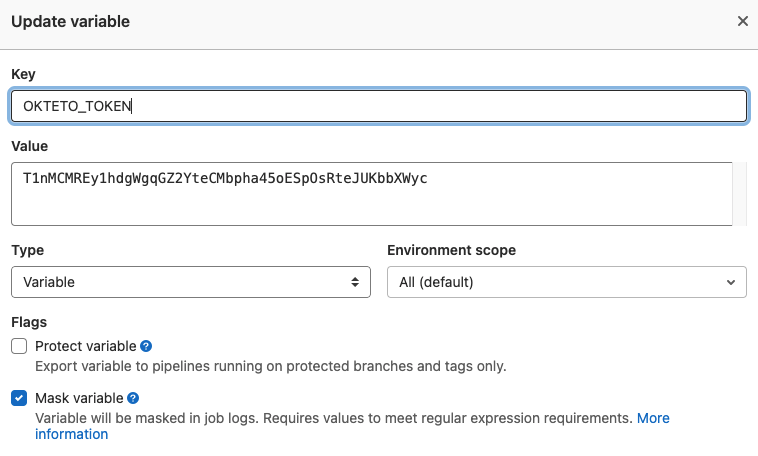 Update variable
Key
OKTETO_TOKEN
Value
T1nMCMREy1hdgWgqGZ2YteCMbpha45oESpOsRteJUKbbXWyc
Type
Environment scope
Variable
All (default)
Flags
Protect variable
Export variable to pipelines running on protected branches and tags only.
Mask variable
Variable will be masked in job logs. Requires values to meet regular expression requirements. More
information